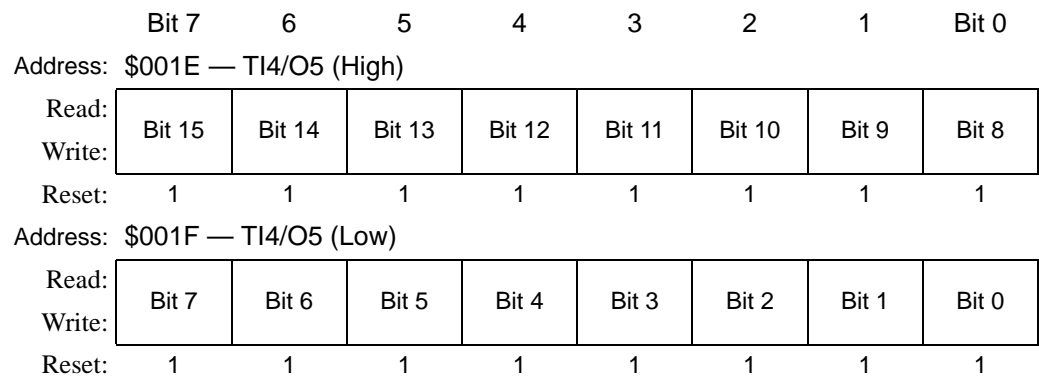 Bit 7 6 5 4 3 2 1 Bit 0
Address: $001E — TI4/O5 (High)
Read:
Bit 15 Bit 14 Bit 13 Bit 12 Bit 11 Bit 10 Bit 9 Bit 8
Write:
Reset: 1 1 1 1 1 1 1 1
Address: $001F — TI4/O5 (Low)
Read:
Bit 7 Bit 6 Bit 5 Bit 4 Bit 3 Bit 2 Bit 1 Bit 0
Write:
Reset: 1 1 1 1 1 1 1 1